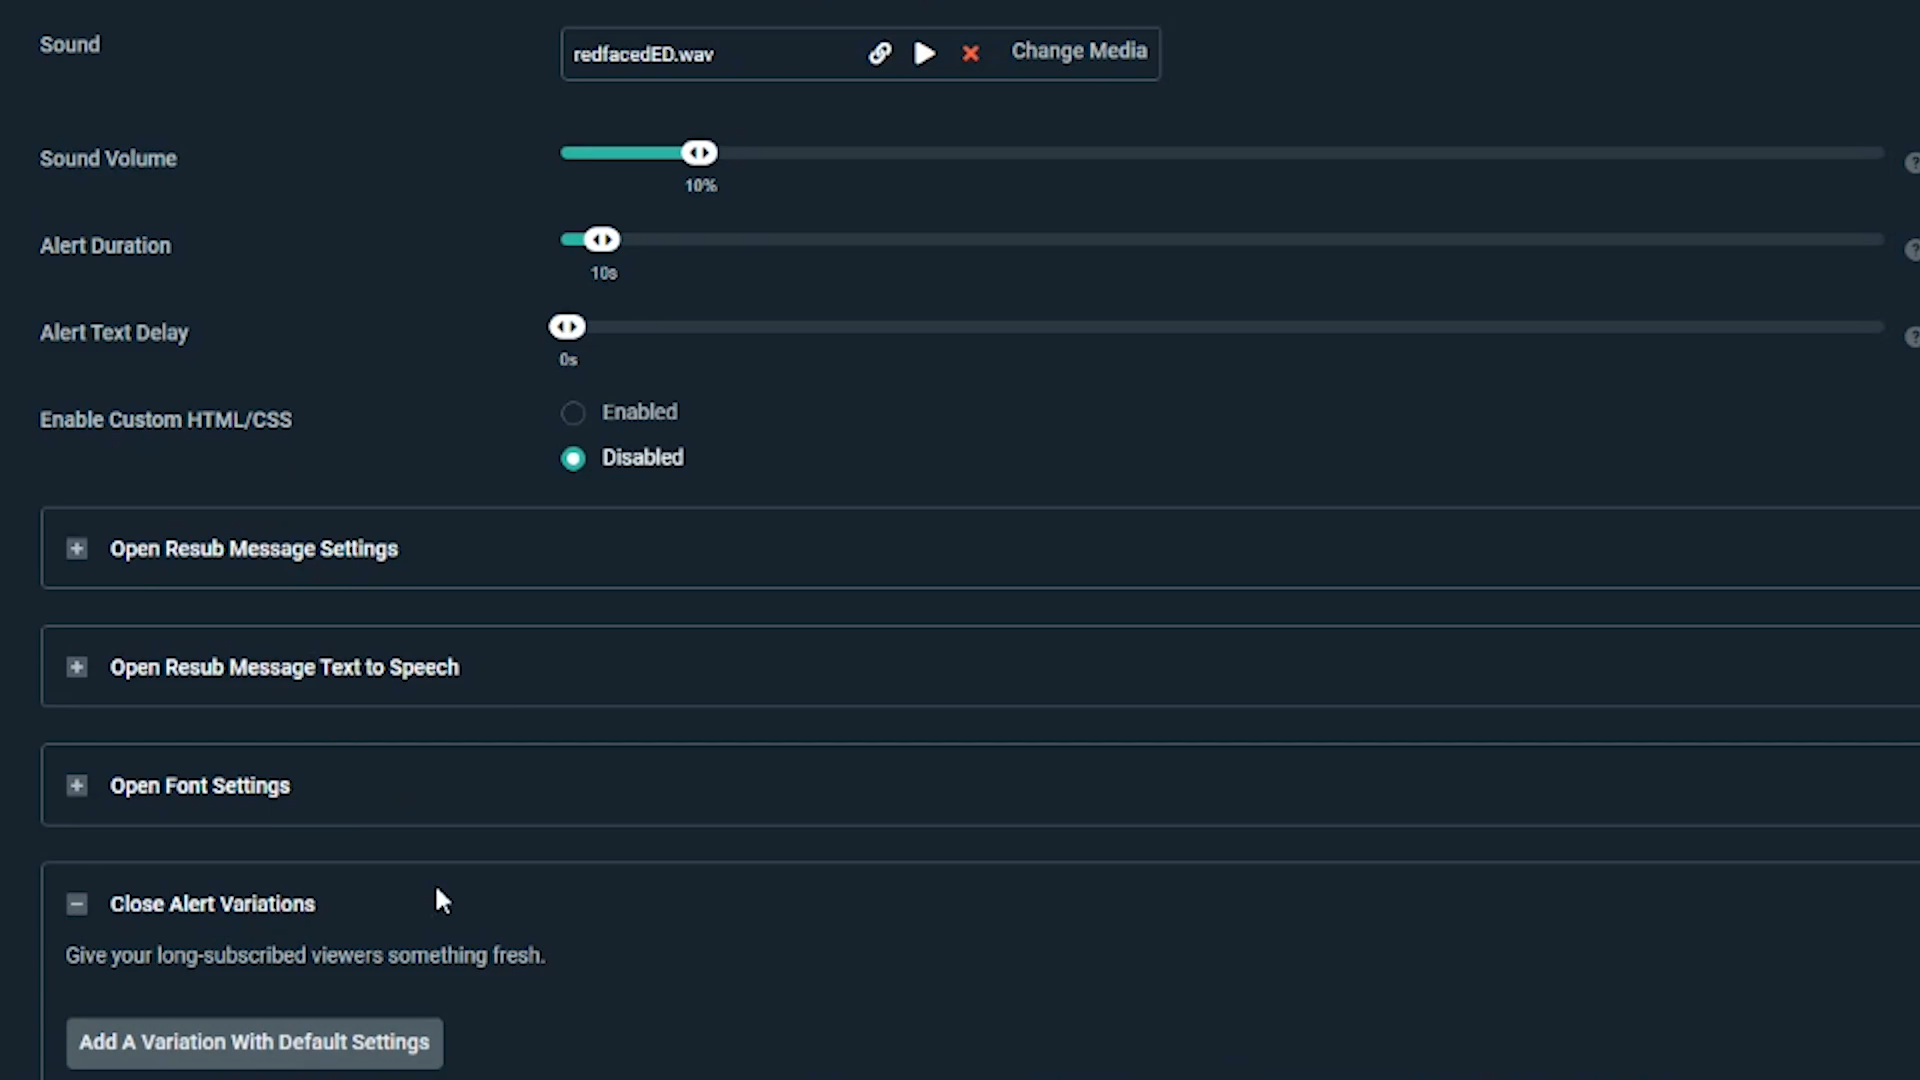 Sound
redfacedED.wav
Change Media
Sound Volume
10%
?
Alert Duration
10s
?
Alert Text Delay
0s
?
Enable Custom HTML/CSS
Enabled
Disabled
Open Resub Message Settings
Open Resub Message Text to Speech
Open Font Settings
Close Alert Variations
Give your long-subscribed viewers something fresh.
Add A Variation With Default Settings